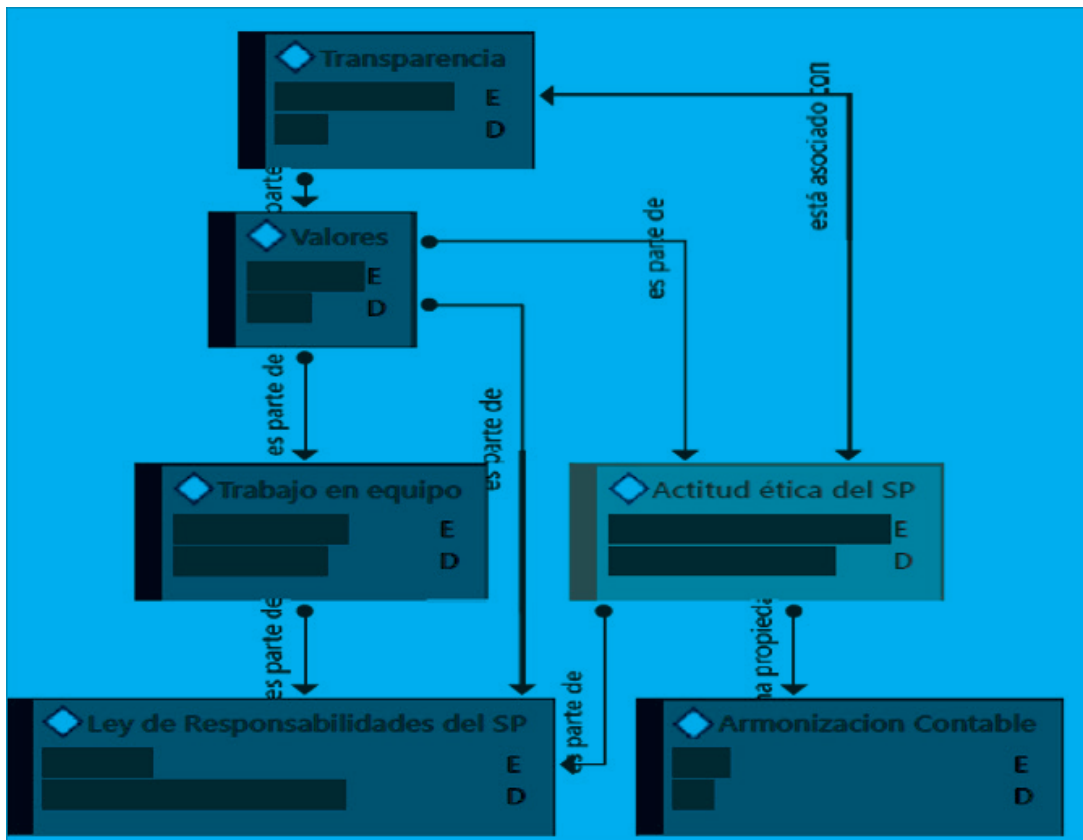 Transparencia
E
D
está asociado con
parte
Valores
E
D
es parte de
es parte de
es parte de
Trabajo en equipo
E
D
Actitud ética del SP
E
D
es parte de
es parte de
propieda
Ley de Responsabilidades del SP
E
D
Armonizacion Contable
E
D